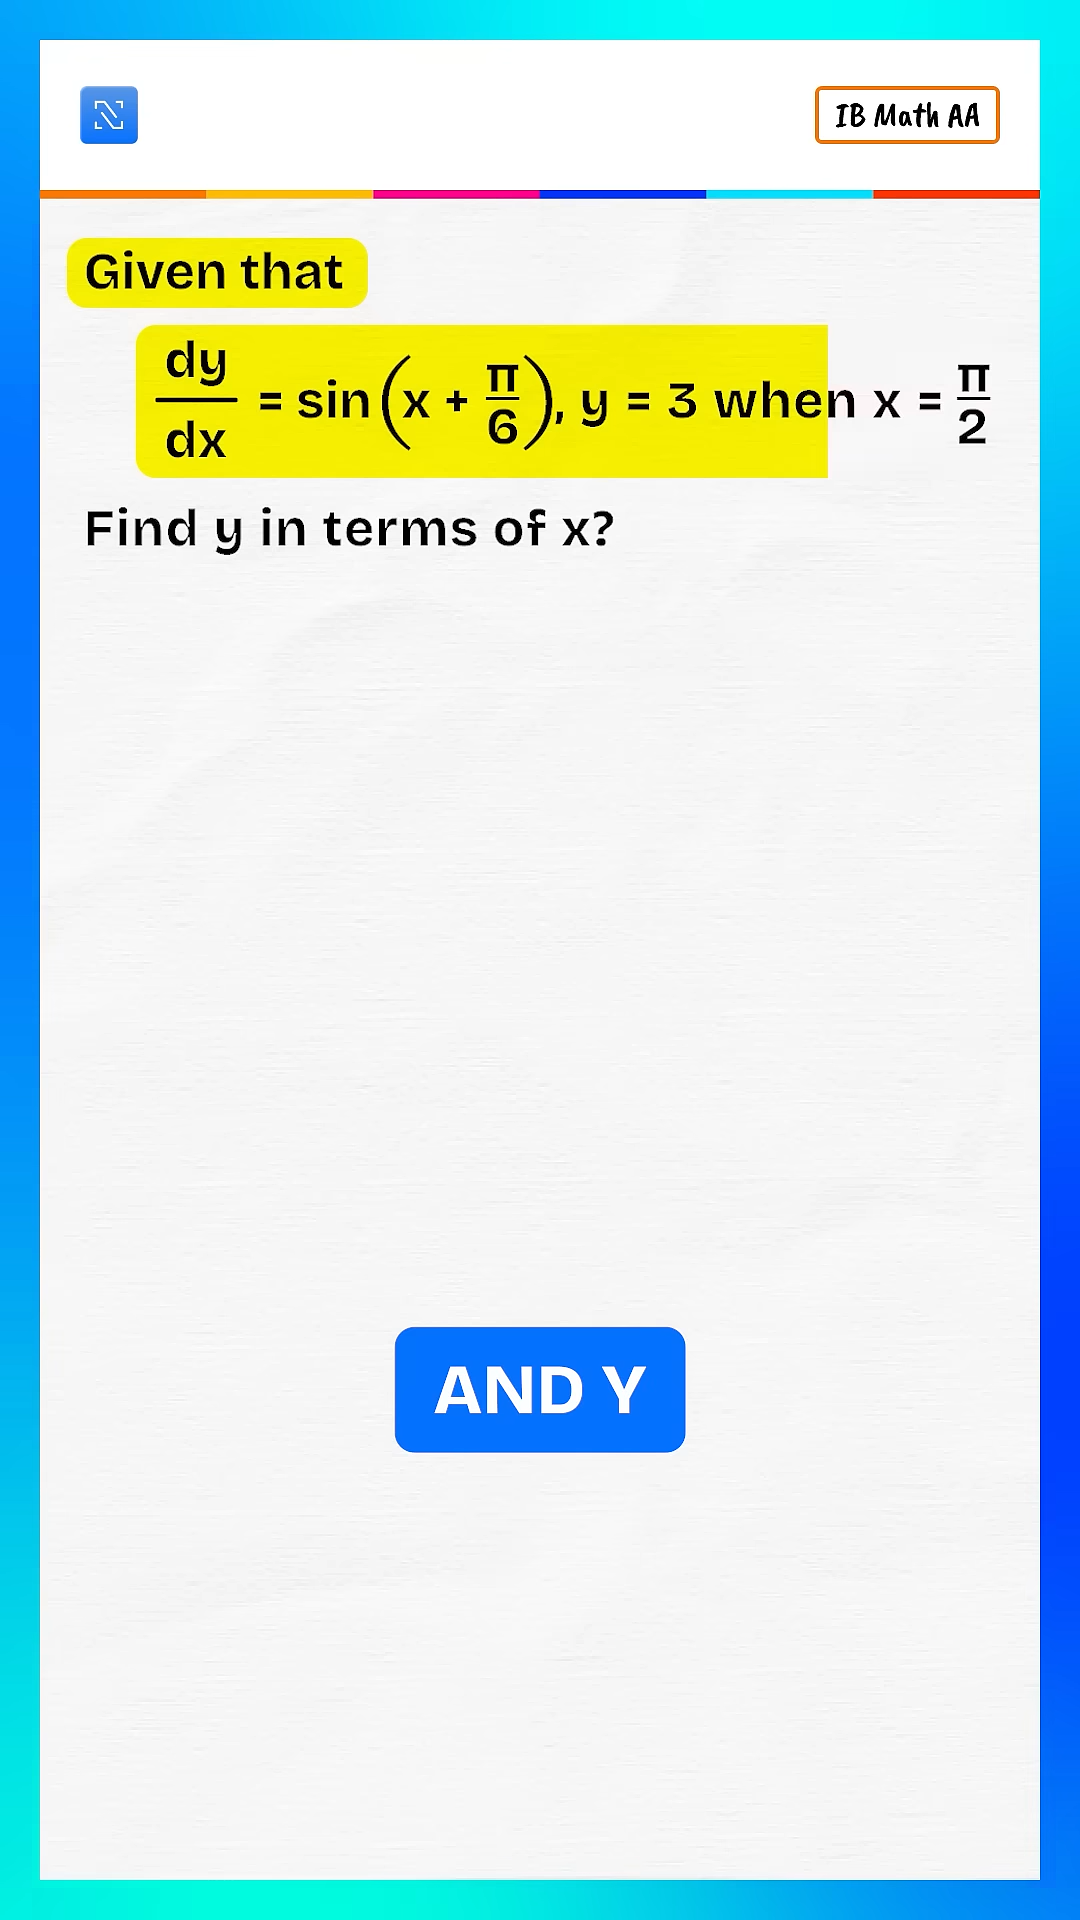 IB Math AA
Given that
dy/dx = sin(x + π/6), y = 3 when x = π/2
Find y in terms of x?
AND Y